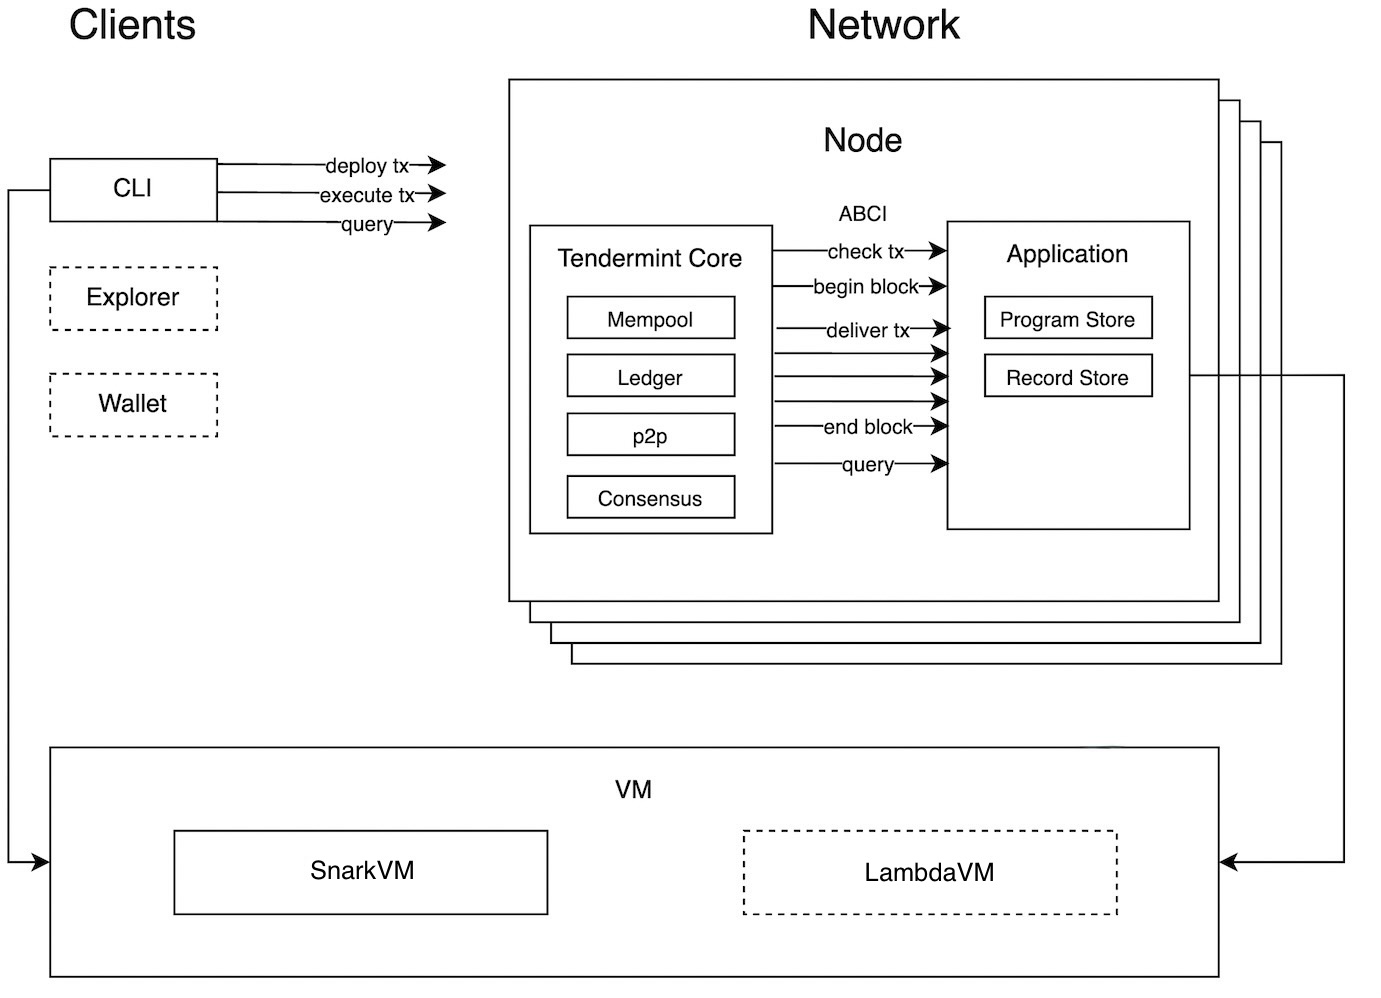 Clients
Network
Node
deploy tx
CLI
execute tx
query
ABCI
Tendermint Core
check tx
Application
Explorer
begin block
Mempool
deliver tx
Program Store
Ledger
Record Store
Wallet
p2p
end block
query
Consensus
VM
SnarkVM
LambdaVM